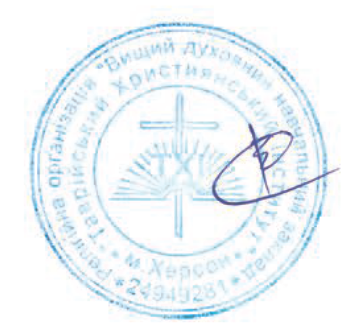 Релігійна організація "Вищий духовний навчальний заклад
"Таврійський Християнський Інститут"
ТХІ
* м. Херсон *
* 24949281 *